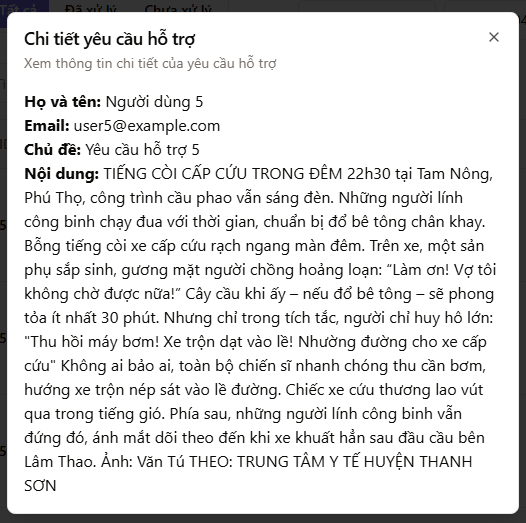 Tất cả Đã xử lý Chưa xử lý
Chi tiết yêu cầu hỗ trợ
Xem thông tin chi tiết của yêu cầu hỗ trợ
Họ và tên: Người dùng 5
Email: user5@example.com
Chủ đề: Yêu cầu hỗ trợ 5
Nội dung: TIẾNG CÒI CẤP CỨU TRONG ĐÊM 22h30 tại Tam Nông,
Phú Thọ, công trình cầu phao vẫn sáng đèn. Những người lính
công binh chạy đua với thời gian, chuẩn bị đổ bê tông chân khay.
Bỗng tiếng còi xe cấp cứu rạch ngang màn đêm. Trên xe, một sản
phụ sắp sinh, gương mặt người chồng hoảng loạn: “Làm ơn! Vợ tôi
không chờ được nữa!” Cây cầu khi ấy – nếu đổ bê tông – sẽ phong
tỏa ít nhất 30 phút. Nhưng chỉ trong tích tắc, người chỉ huy hô lớn:
"Thu hồi máy bơm! Xe trộn dạt vào lề! Nhường đường cho xe cấp
cứu" Không ai bảo ai, toàn bộ chiến sĩ nhanh chóng thu cần bơm,
hướng xe trộn nép sát vào lề đường. Chiếc xe cứu thương lao vút
qua trong tiếng gió. Phía sau, những người lính công binh vẫn
đứng đó, ánh mắt dõi theo đến khi xe khuất hẳn sau đầu cầu bên
Lâm Thao. Ảnh: Văn Tú THEO: TRUNG TÂM Y TẾ HUYỆN THANH
SƠN